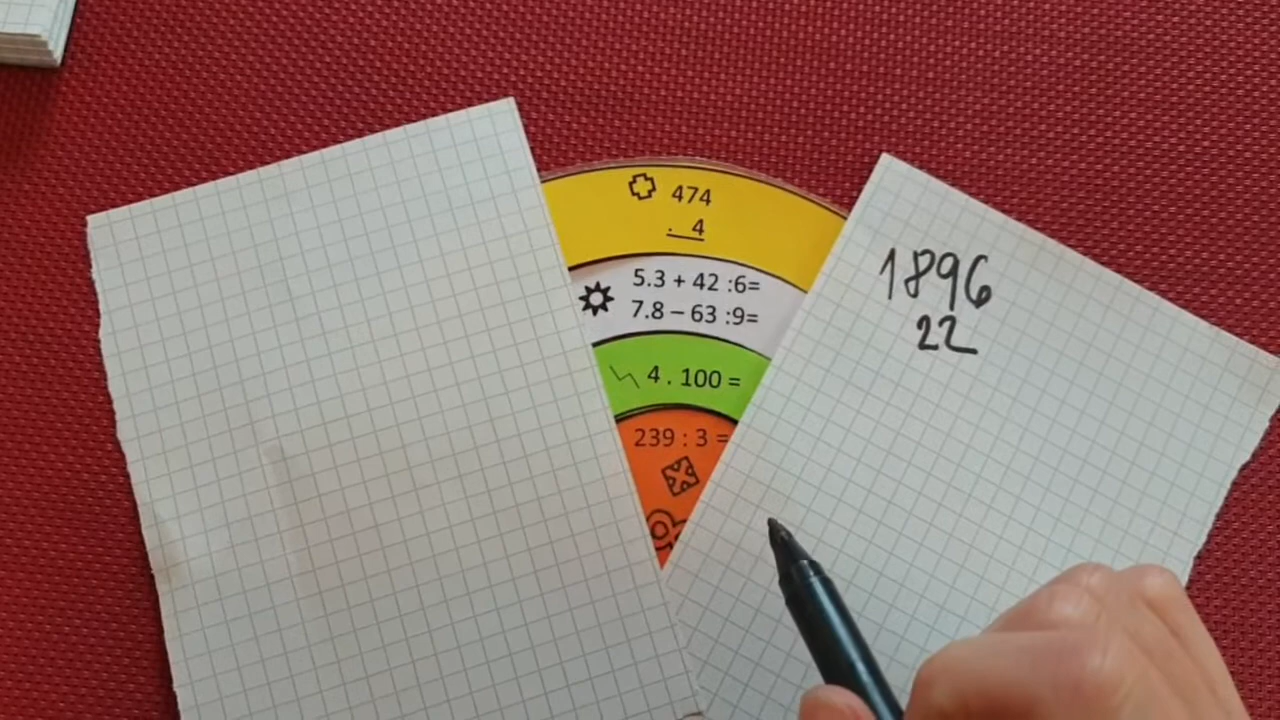 474
. 4
5.3 + 42 :6=
7.8 – 63 :9=
4 . 100 =
239 : 3 =
1896
22